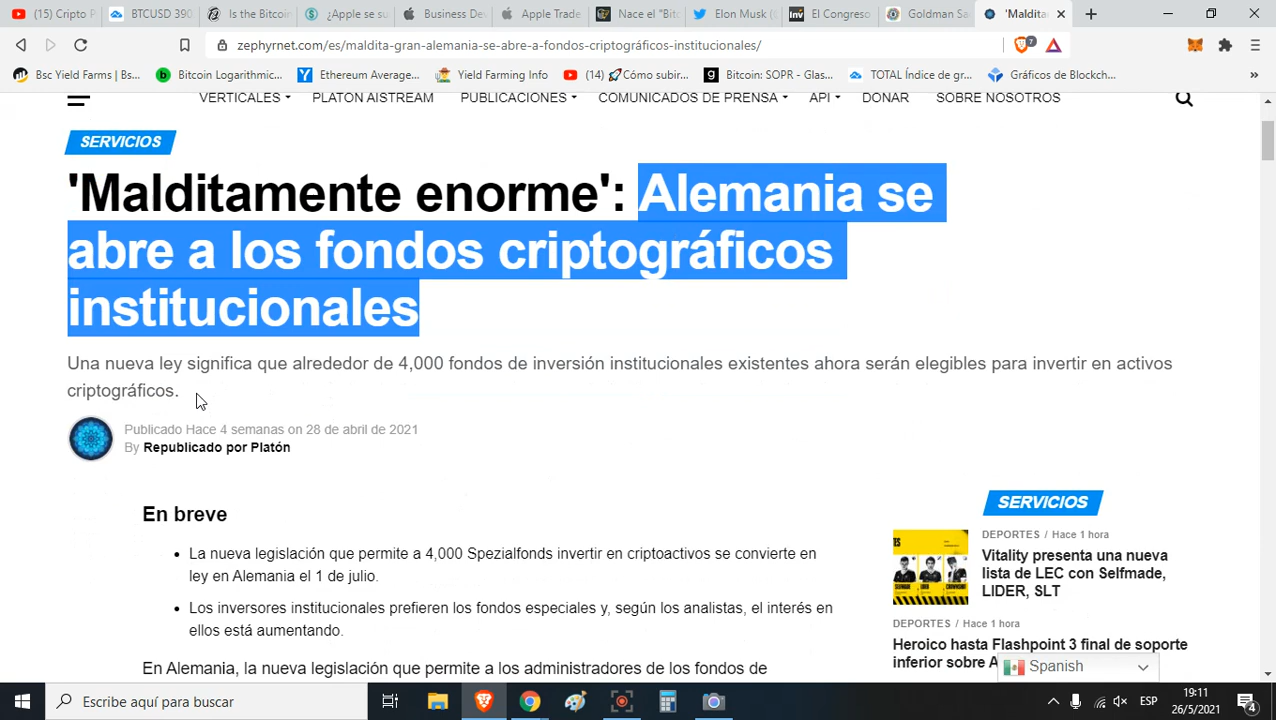 (15) Cripto P
BTCUSD 390
Is the Bitcoin
¿Apple se su
Business Dev
Apple Trade
Nace el "Bitc
Elon Musk (
El Congreso
Goldman Sa
'Maldita
zephyrnet.com/es/maldita-gran-alemania-se-abre-a-fondos-criptográficos-institucionales/
7
Bsc Yield Farms | Bs...
Bitcoin Logarithmic...
Ethereum Average...
Yield Farming Info
(14) 🚀Cómo subir...
Bitcoin: SOPR - Glas...
TOTAL Índice de gr...
Gráficos de Blockch...
»
VERTICALES
PLATON AISTREAM
PUBLICACIONES
COMUNICADOS DE PRENSA
API
DONAR
SOBRE NOSOTROS
SERVICIOS
'Malditamente enorme': Alemania se
abre a los fondos criptográficos
institucionales
Una nueva ley significa que alrededor de 4,000 fondos de inversión institucionales existentes ahora serán elegibles para invertir en activos
criptográficos.
Publicado Hace 4 semanas on 28 de abril de 2021
By Republicado por Platón
En breve
• La nueva legislación que permite a 4,000 Spezialfonds invertir en criptoactivos se convierte en
ley en Alemania el 1 de julio.
• Los inversores institucionales prefieren los fondos especiales y, según los analistas, el interés en
ellos está aumentando.
En Alemania, la nueva legislación que permite a los administradores de los fondos de
SERVICIOS
DEPORTES / Hace 1 hora
Vitality presenta una nueva
lista de LEC con Selfmade,
LIDER, SLT
DEPORTES / Hace 1 hora
Heroico hasta Flashpoint 3 final de soporte
inferior sobre A
Spanish
Escribe aquí para buscar
ESP
19:11
26/5/2021
4